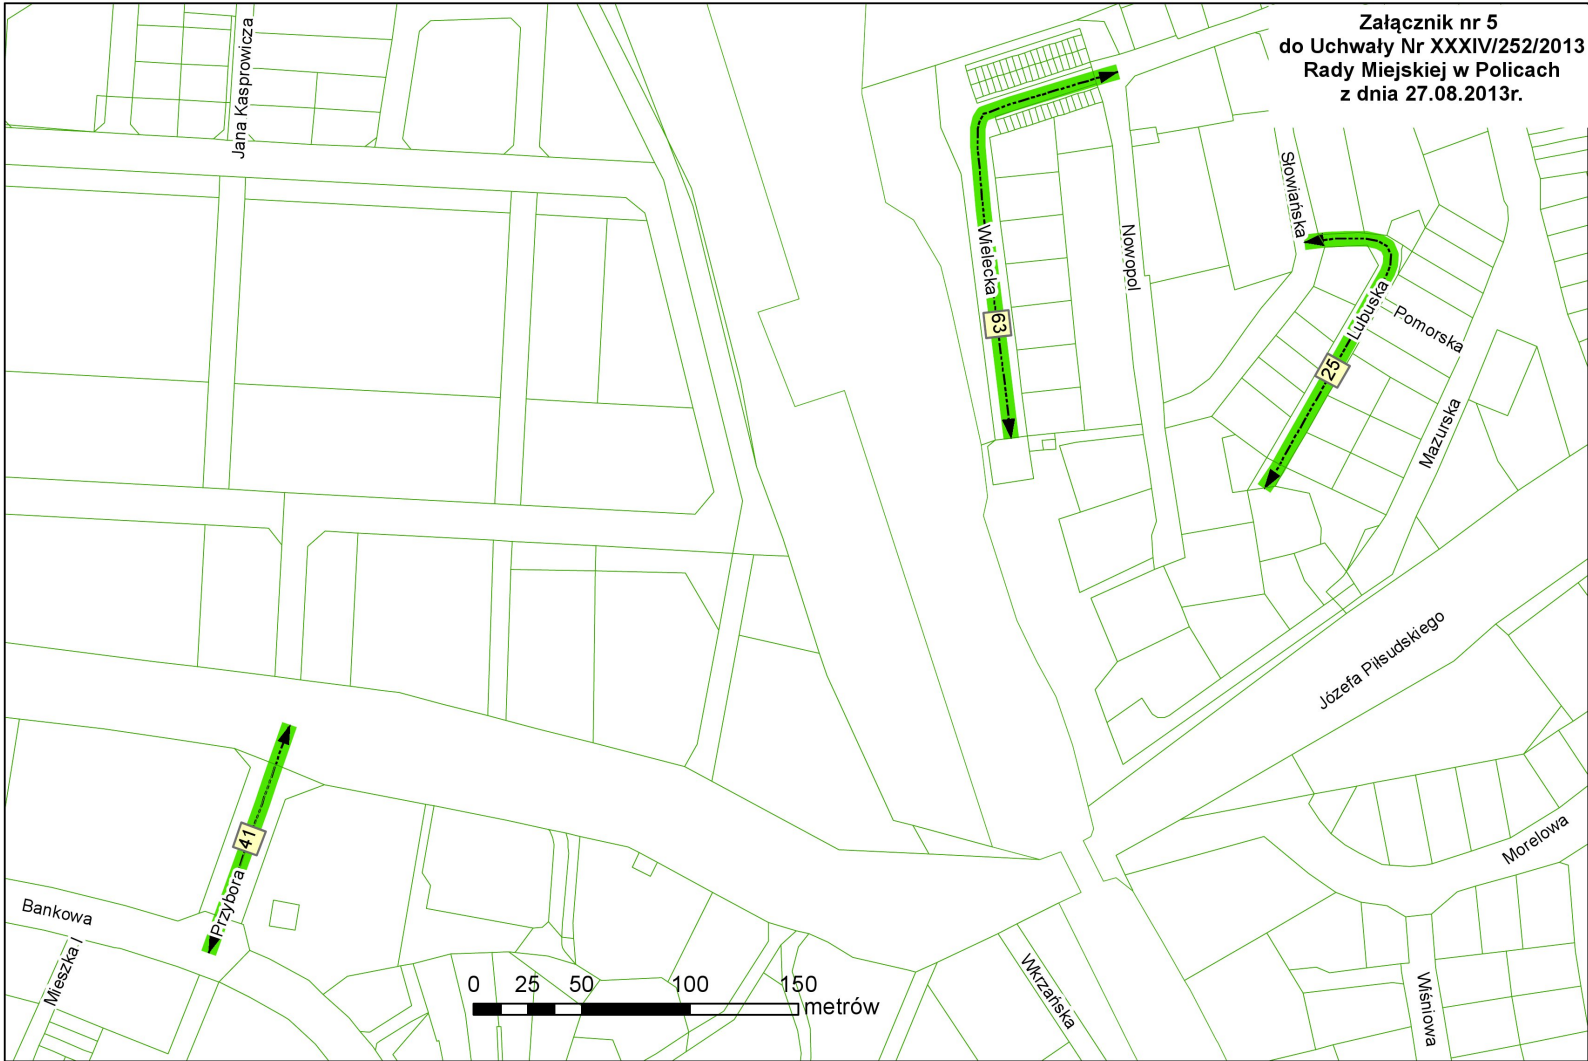 Załącznik nr 5
do Uchwały Nr XXXIV/252/2013
Rady Miejskiej w Policach
z dnia 27.08.2013r.
Jana Kasprowicza
Słowiańska
Wielecka
Nowopol
63
Lubuska
Pomorska
25
Mazurska
Józefa Piłsudskiego
41
Przybora
Bankowa
Mieszka I
Morelowa
Wkrzańska
Wiśniowa
0 25 50 100 150
metrów